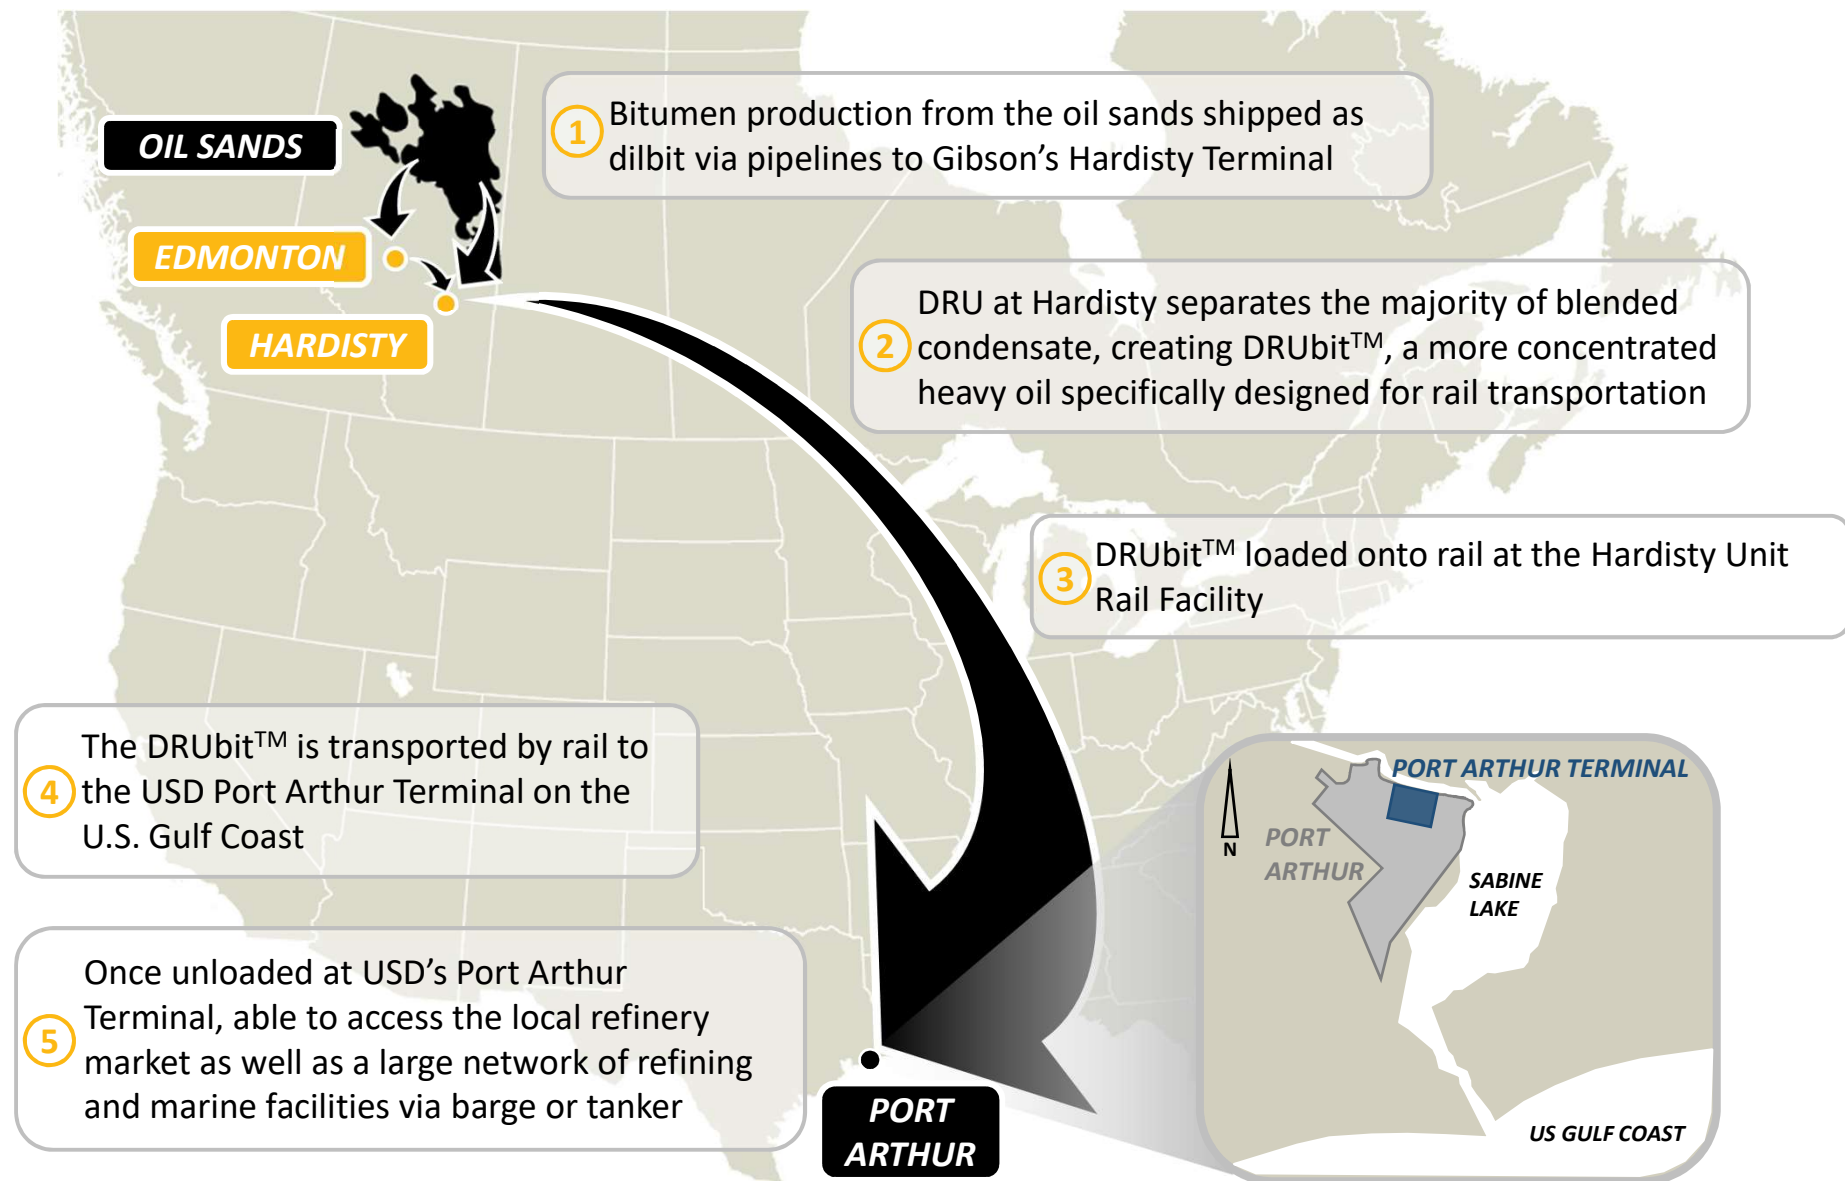 OIL SANDS
EDMONTON
HARDISTY
1
Bitumen production from the oil sands shipped as
dilbit via pipelines to Gibson’s Hardisty Terminal
2
DRU at Hardisty separates the majority of blended
condensate, creating DRUbit™, a more concentrated
heavy oil specifically designed for rail transportation
3
DRUbit™ loaded onto rail at the Hardisty Unit
Rail Facility
4
The DRUbit™ is transported by rail to
the USD Port Arthur Terminal on the
U.S. Gulf Coast
5
Once unloaded at USD’s Port Arthur
Terminal, able to access the local refinery
market as well as a large network of refining
and marine facilities via barge or tanker
PORT
ARTHUR
PORT ARTHUR TERMINAL
N
PORT
ARTHUR
SABINE
LAKE
US GULF COAST